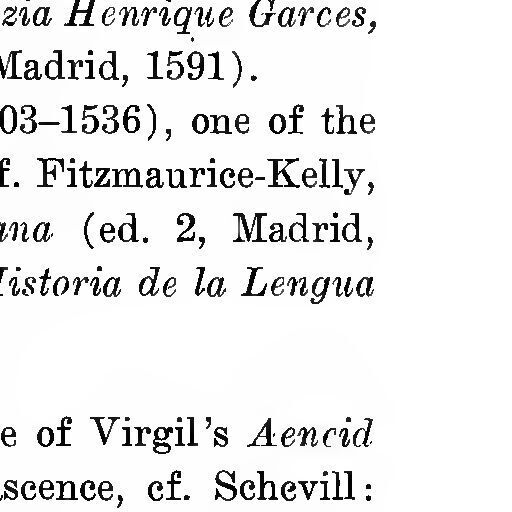 zia Henrique Garces,
Madrid, 1591).
03–1536), one of the
f. Fitzmaurice-Kelly,
ana (ed. 2, Madrid,
Historia de la Lengua
e of Virgil's Aeneid
scence, cf. Schevill: